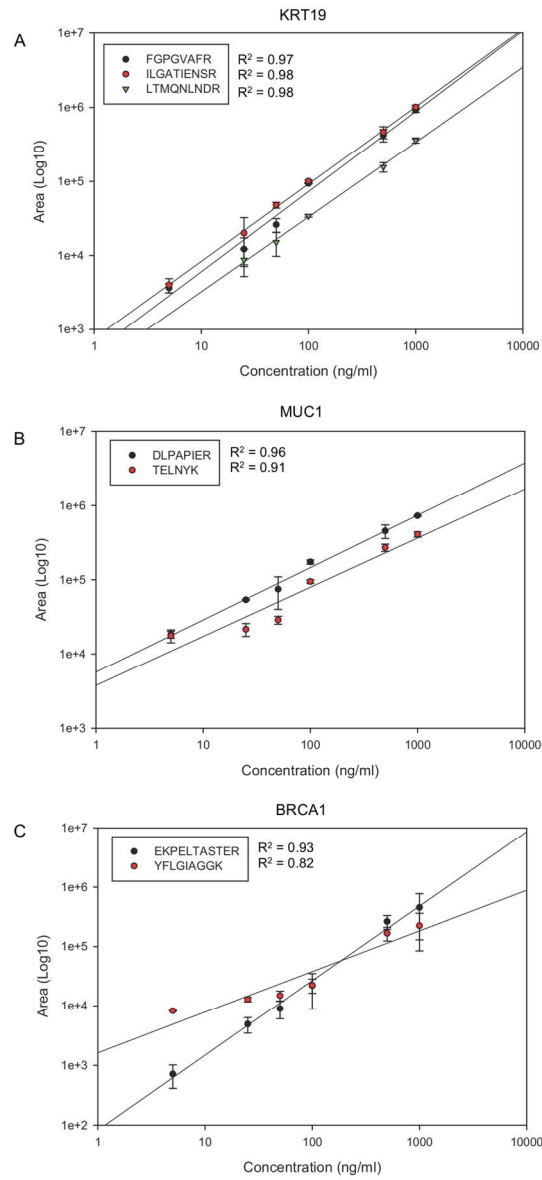 KRT19
A
1e+7
FGPGVAFR R² = 0.97
ILGATIENSR R² = 0.98
LTMQNLNDR R² = 0.98
1e+6
Area (Log10)
1e+5
1e+4
1e+3
1 10 100 1000 10000
Concentration (ng/ml)
MUC1
B
1e+7
DLPAPIER R² = 0.96
TELNYK R² = 0.91
1e+6
Area (Log10)
1e+5
1e+4
1e+3
1 10 100 1000 10000
Concentration (ng/ml)
BRCA1
C
1e+7
EKPELTASTER R² = 0.93
YFLGIAGGK R² = 0.82
1e+6
Area (Log10)
1e+5
1e+4
1e+3
1e+2
1 10 100 1000 10000
Concentration (ng/ml)